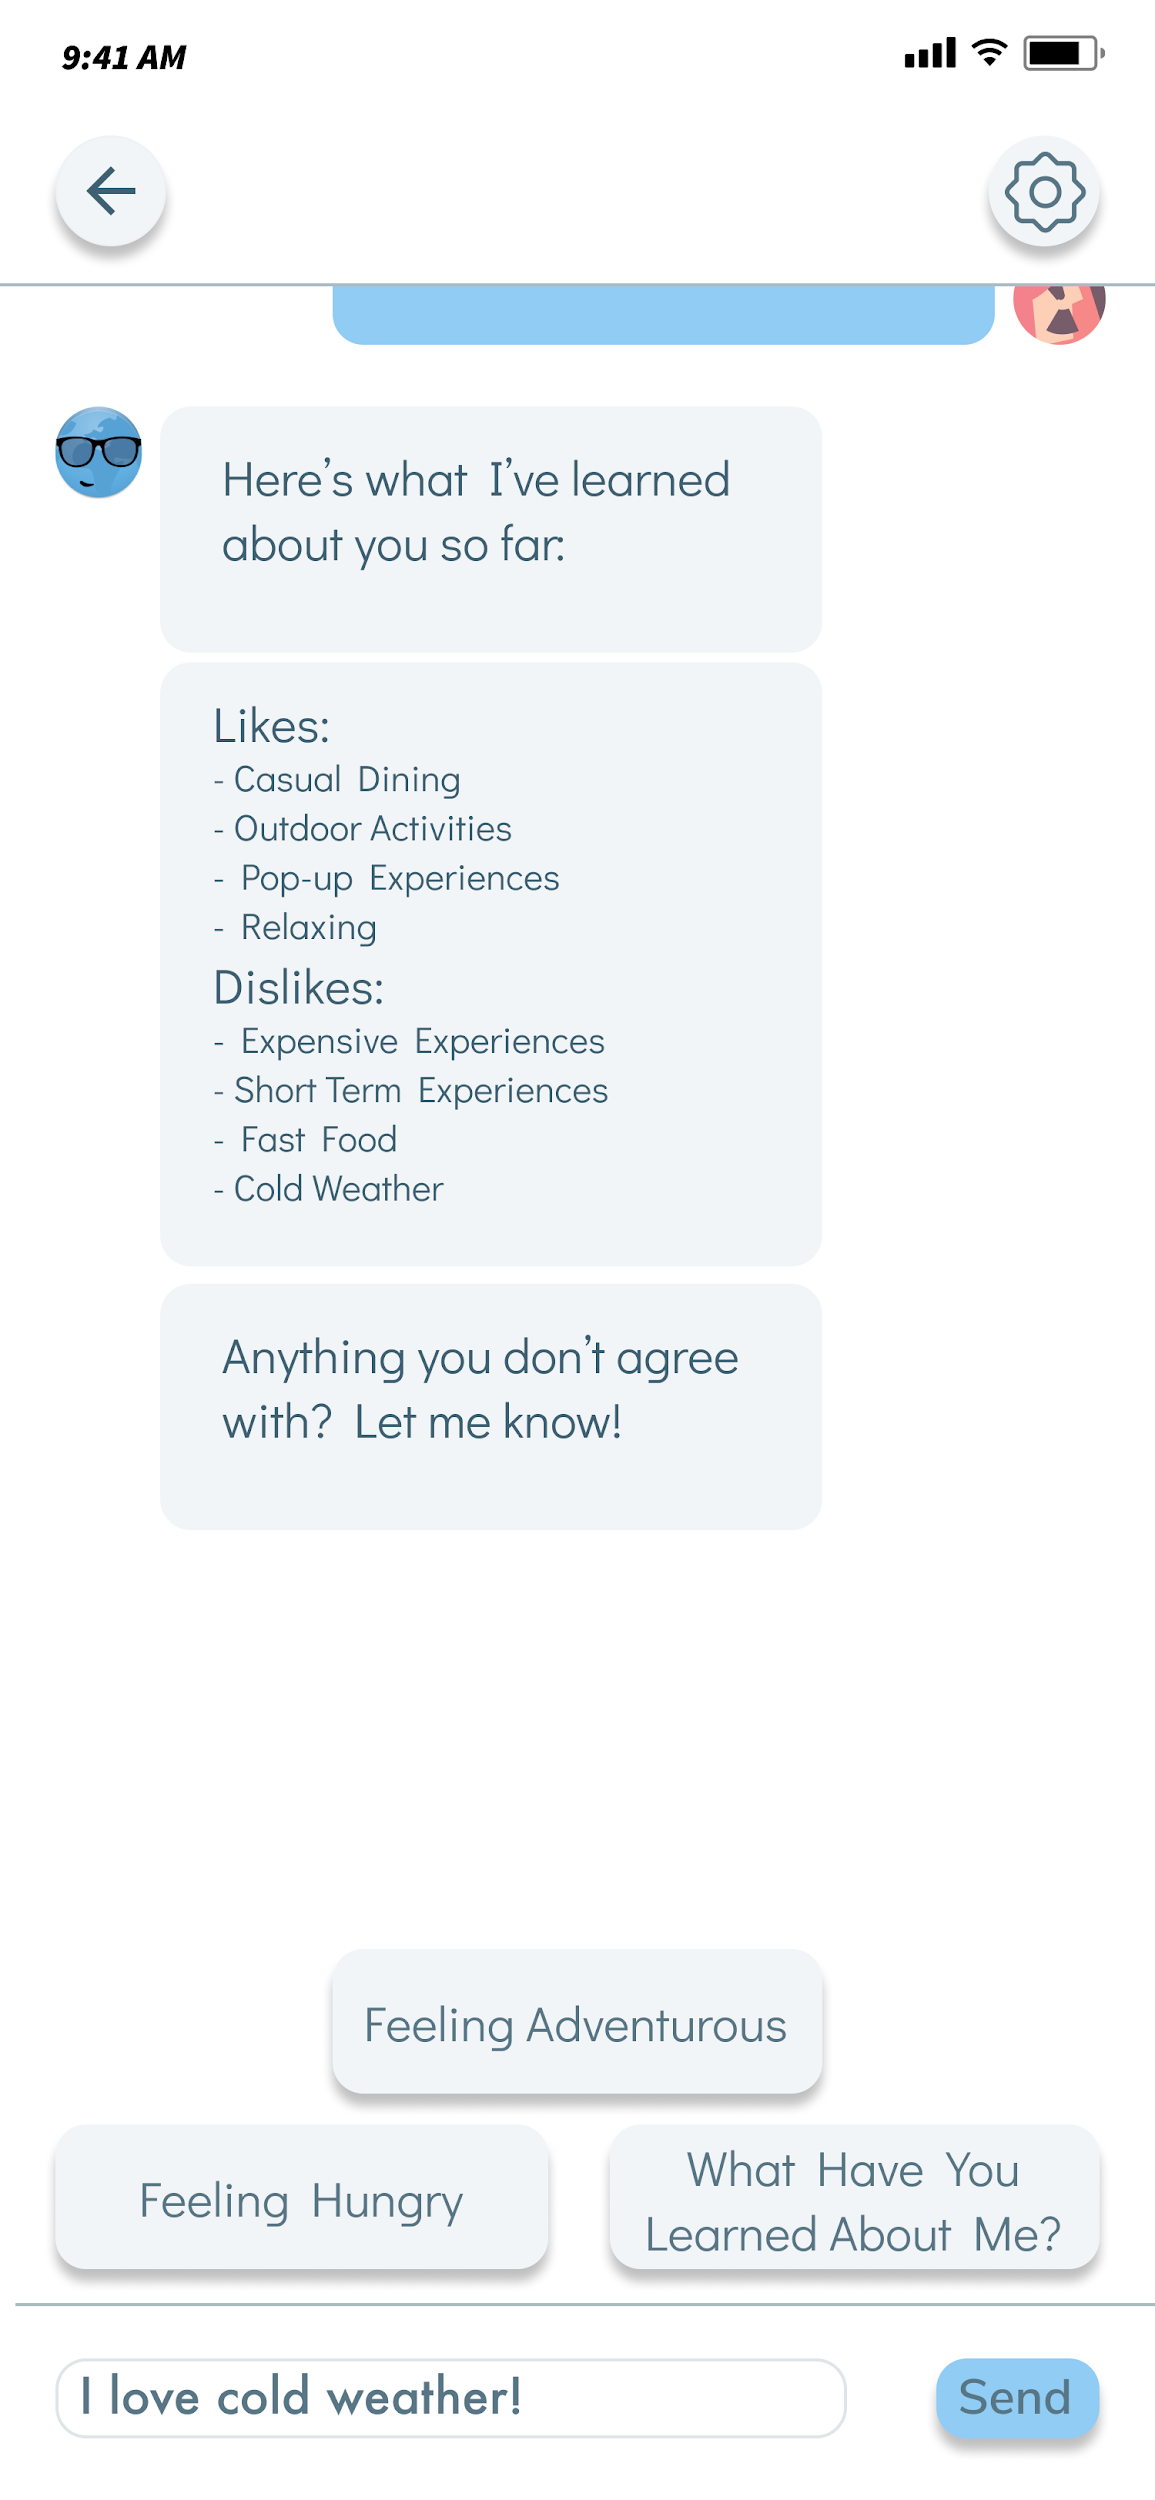 9:41 AM
Here’s what I’ve learned
about you so far:
Likes:
- Casual Dining
- Outdoor Activities
- Pop-up Experiences
- Relaxing
Dislikes:
- Expensive Experiences
- Short Term Experiences
- Fast Food
- Cold Weather
Anything you don’t agree
with? Let me know!
Feeling Adventurous
Feeling Hungry
What Have You
Learned About Me?
I love cold weather!
Send